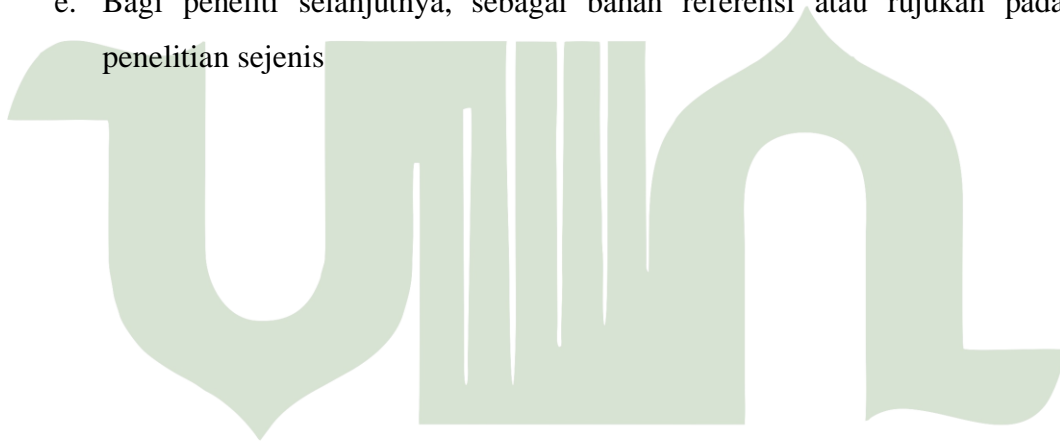 e. Bagi peneliti selanjutnya, sebagai bahan referensi atau rujukan pada
penelitian sejenis